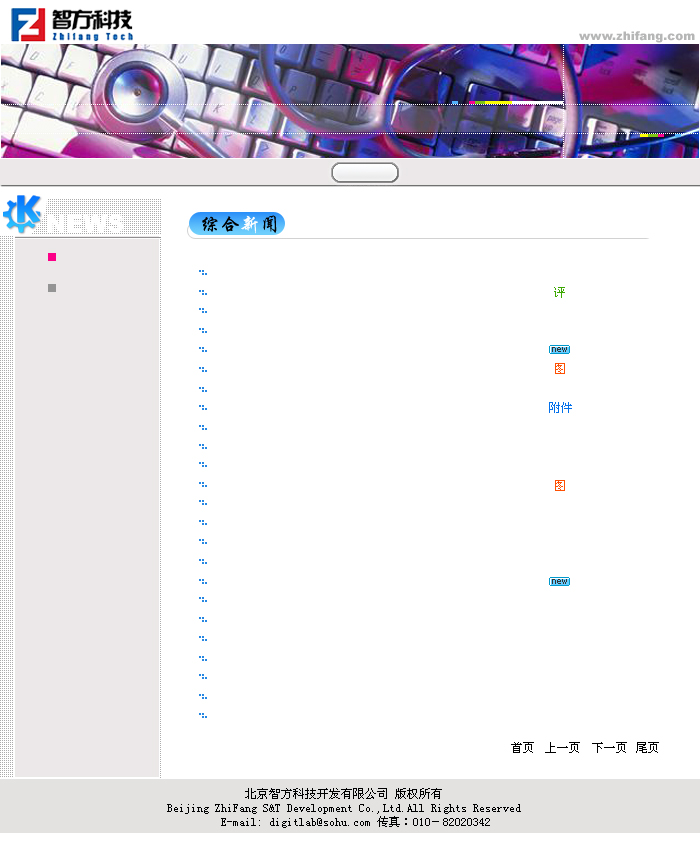 智方科技
Zhifang Tech
www.zhifang.com
NEWS
综合新闻
评
new
图
附件
图
new
首页 上一页 下一页 尾页
北京智方科技开发有限公司 版权所有
Beijing ZhiFang S&T Development Co.,Ltd.All Rights Reserved
E-mail: digitlab@sohu.com 传真：010－82020342